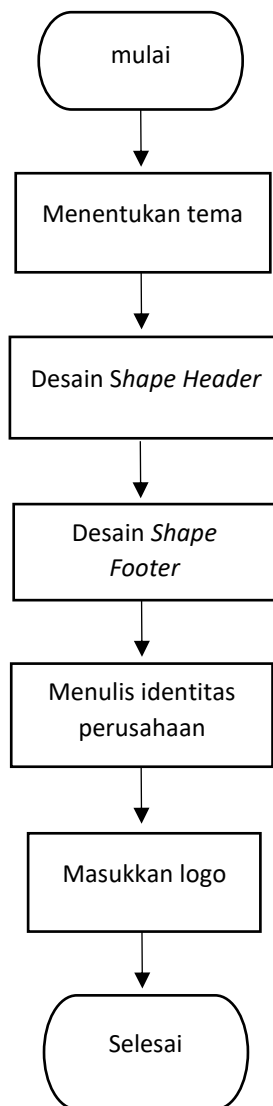 mulai
Menentukan tema
Desain Shape Header
Desain Shape
Footer
Menulis identitas
perusahaan
Masukkan logo
Selesai